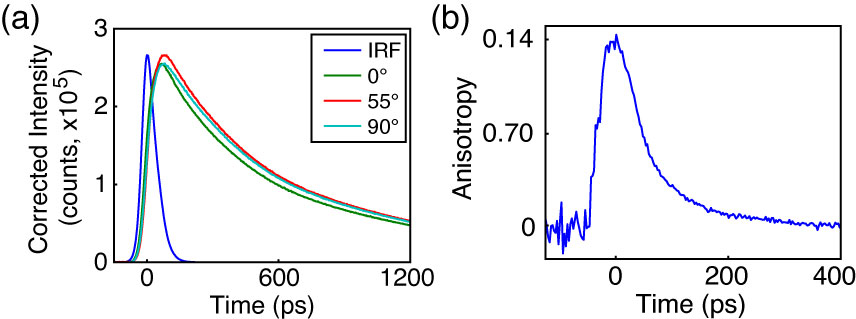 (a)
Corrected Intensity
(counts, x10⁵)
3
2
1
0
IRF
0°
55°
90°
0
600
1200
Time (ps)
(b)
Anisotropy
0.14
0.70
0
0
200
400
Time (ps)